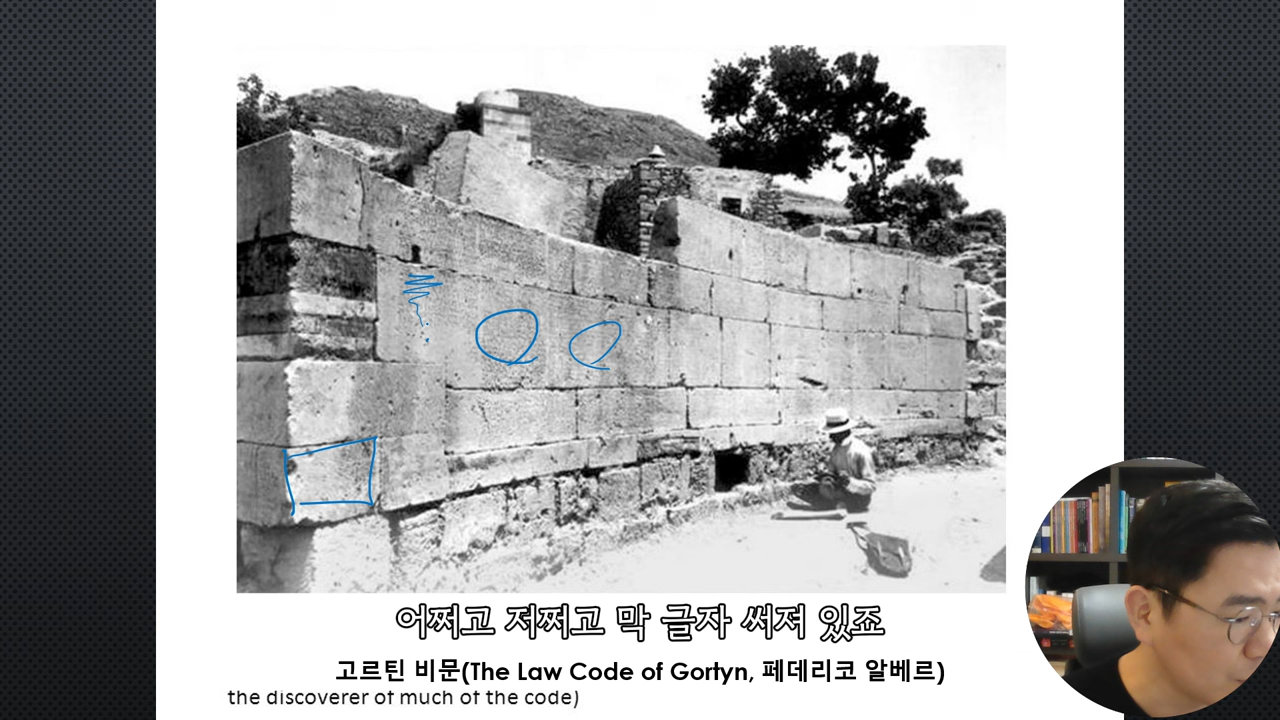 어쩌고 저쩌고 막 글자 써져 있죠
고르틴 비문(The Law Code of Gortyn, 페데리코 알베르)
the discoverer of much of the code)